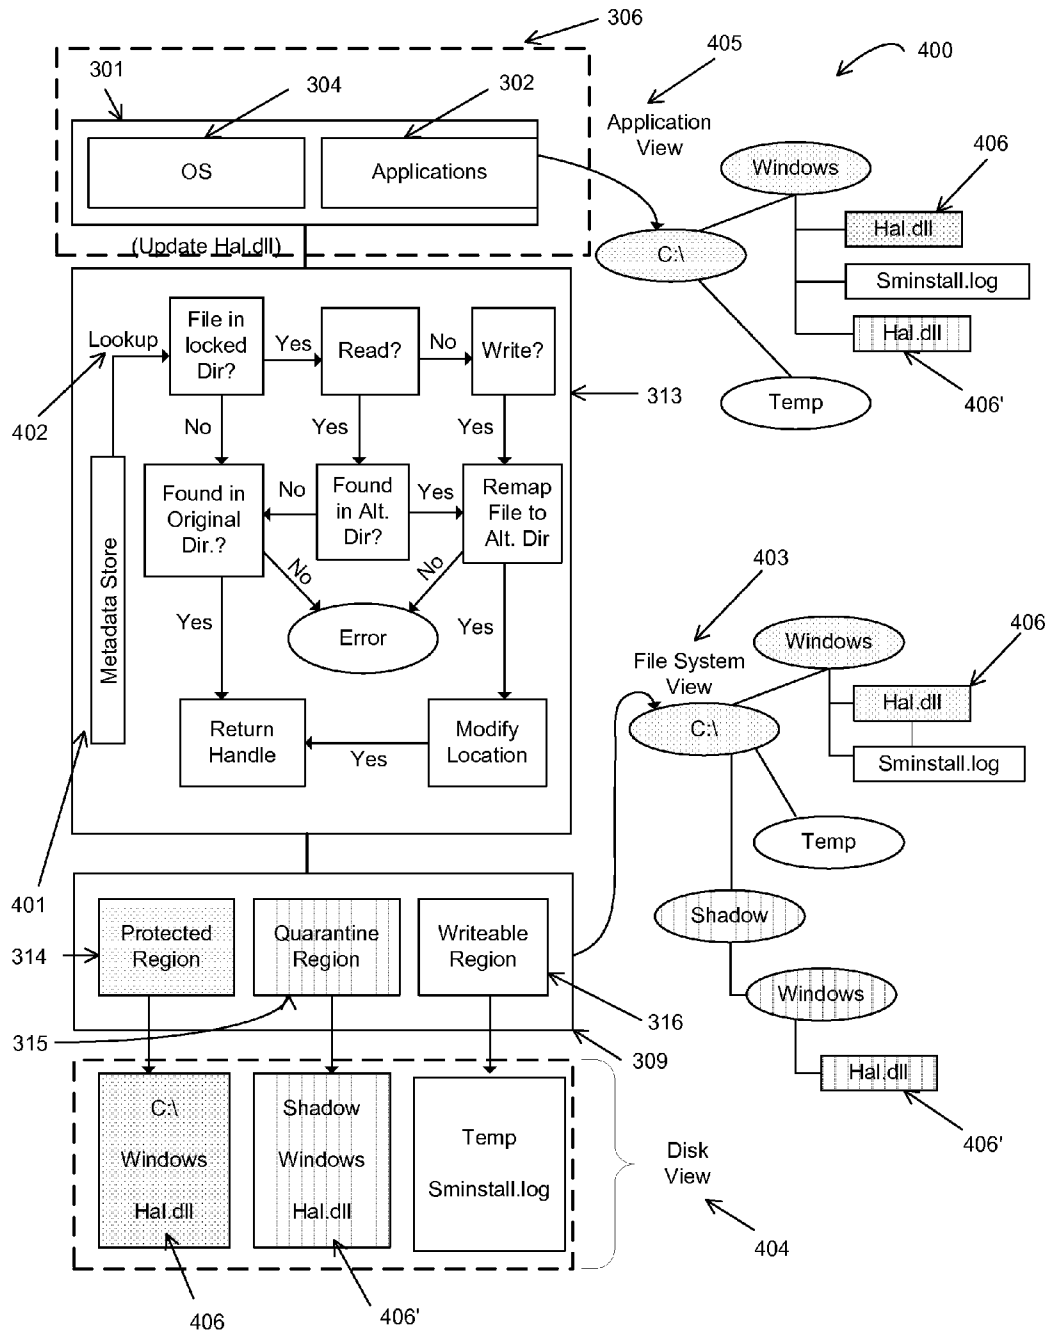 306
405
400
301
304
302
Application
View
406
OS
Applications
Windows
Hal.dll
(Update Hal.dll)
C:\
Sminstall.log
Hal.dll
Lookup
File in
locked
Dir?
Yes
Read?
No
Write?
406'
Temp
313
402
No
Yes
Yes
Found in
Original
Dir.?
No
Found
in Alt.
Dir?
Yes
Remap
File to
Alt. Dir
No
No
Metadata Store
Yes
Error
Yes
403
File System
View
Windows
406
Hal.dll
C:\
Sminstall.log
Return
Handle
Yes
Modify
Location
Temp
401
314
Protected
Region
Quarantine
Region
Writeable
Region
Shadow
Windows
315
316
309
Hal.dll
406'
C:\
Windows
Hal.dll
Shadow
Windows
Hal.dll
Temp
Sminstall.log
Disk
View
404
406
406'